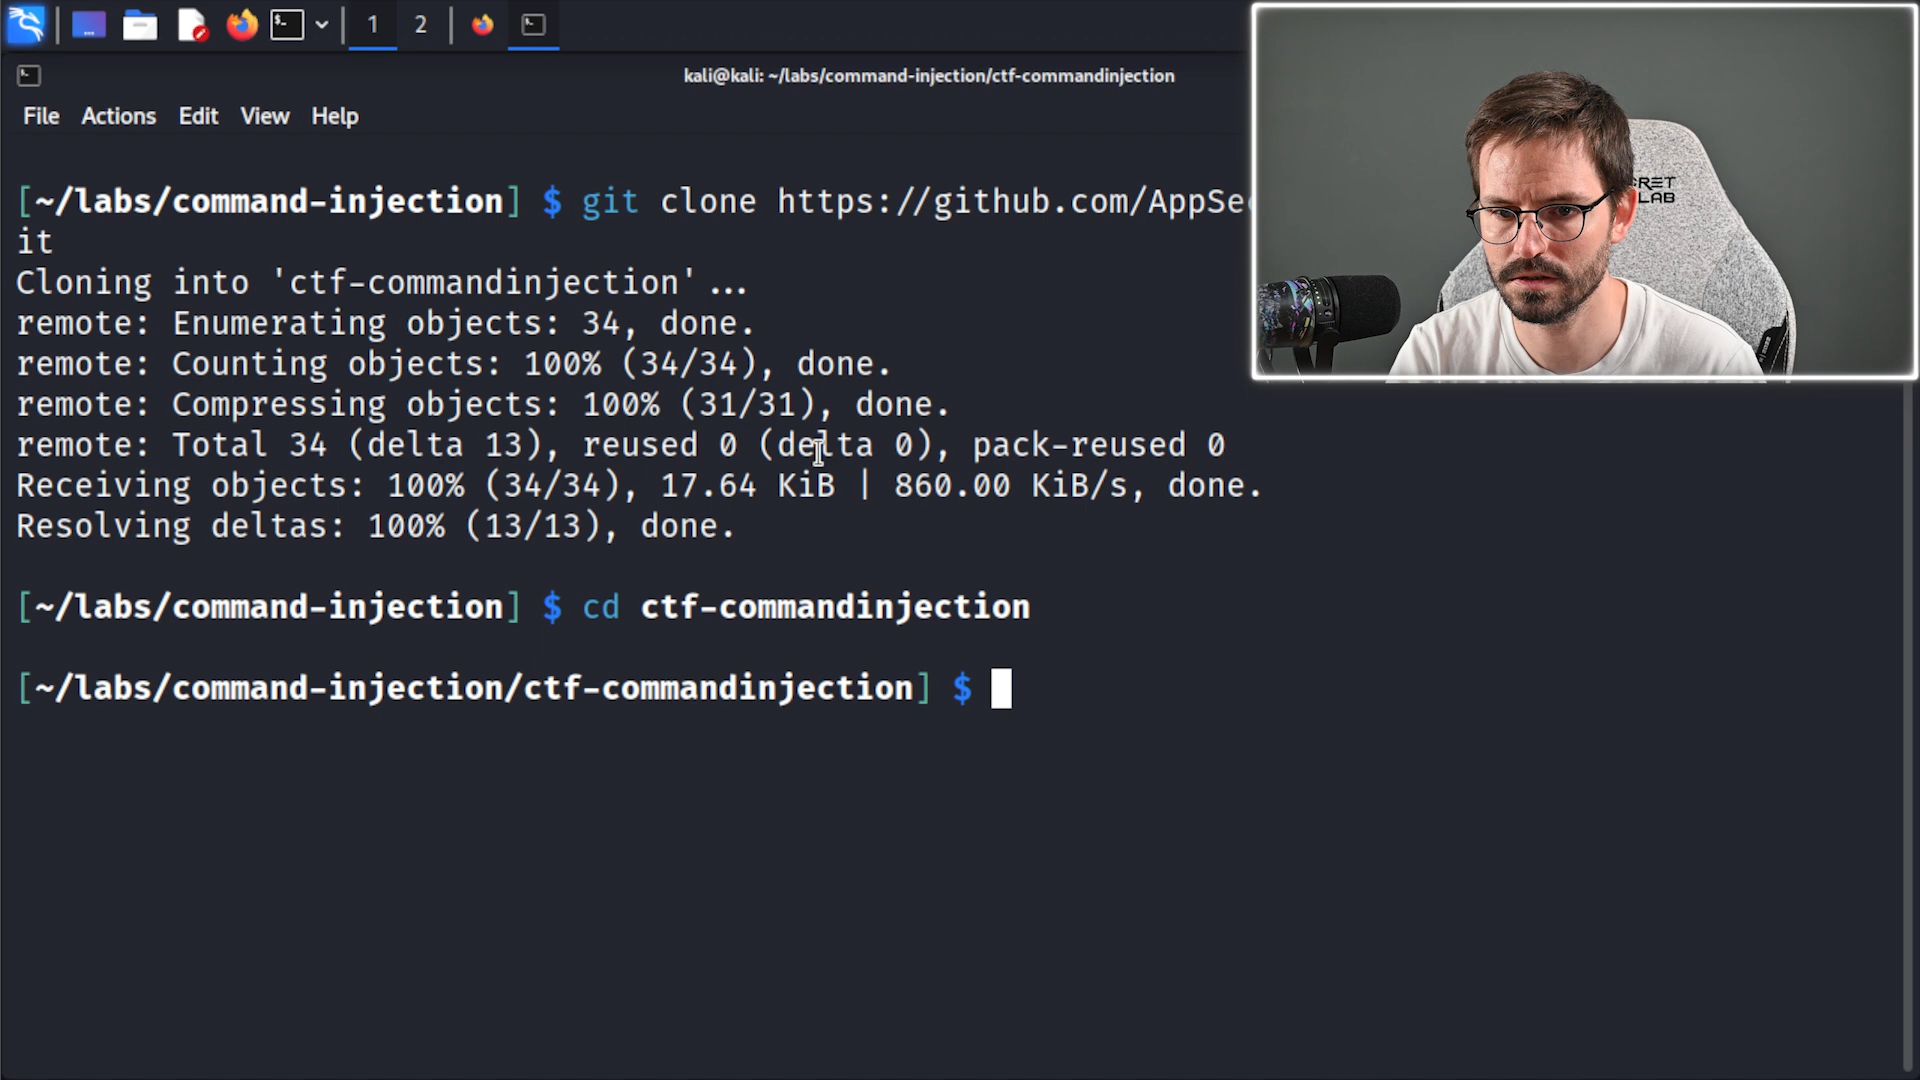 1 2
kali@kali: ~/labs/command-injection/ctf-commandinjection
File Actions Edit View Help
[~/labs/command-injection] $ git clone https://github.com/AppSec
it
Cloning into 'ctf-commandinjection'...
remote: Enumerating objects: 34, done.
remote: Counting objects: 100% (34/34), done.
remote: Compressing objects: 100% (31/31), done.
remote: Total 34 (delta 13), reused 0 (delta 0), pack-reused 0
Receiving objects: 100% (34/34), 17.64 KiB | 860.00 KiB/s, done.
Resolving deltas: 100% (13/13), done.
[~/labs/command-injection] $ cd ctf-commandinjection
[~/labs/command-injection/ctf-commandinjection] $
RET
LAB